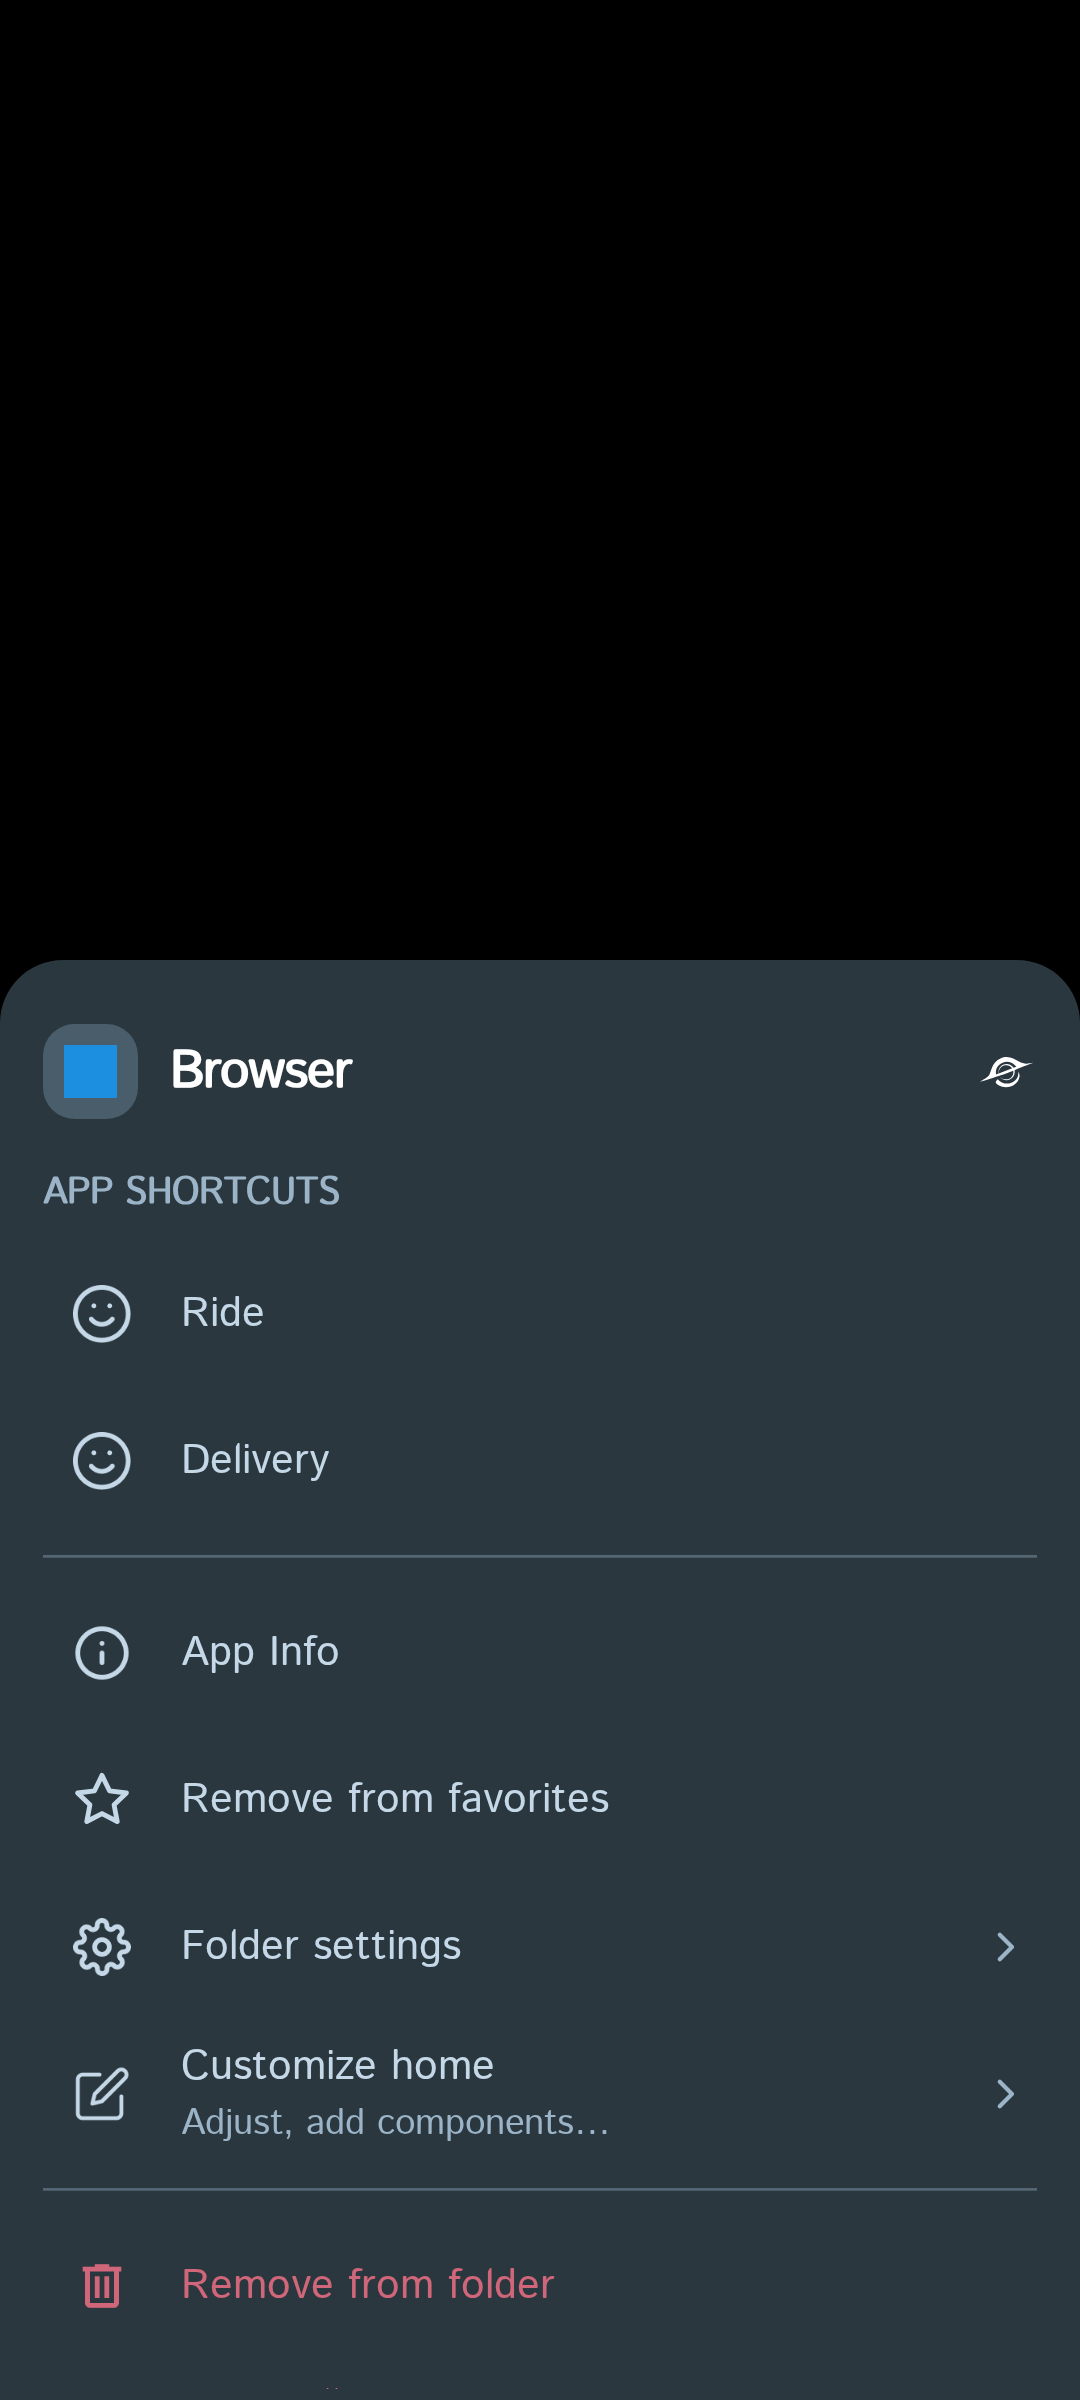 Browser
APP SHORTCUTS
Ride
Delivery
App Info
Remove from favorites
Folder settings
Customize home
Adjust, add components...
Remove from folder